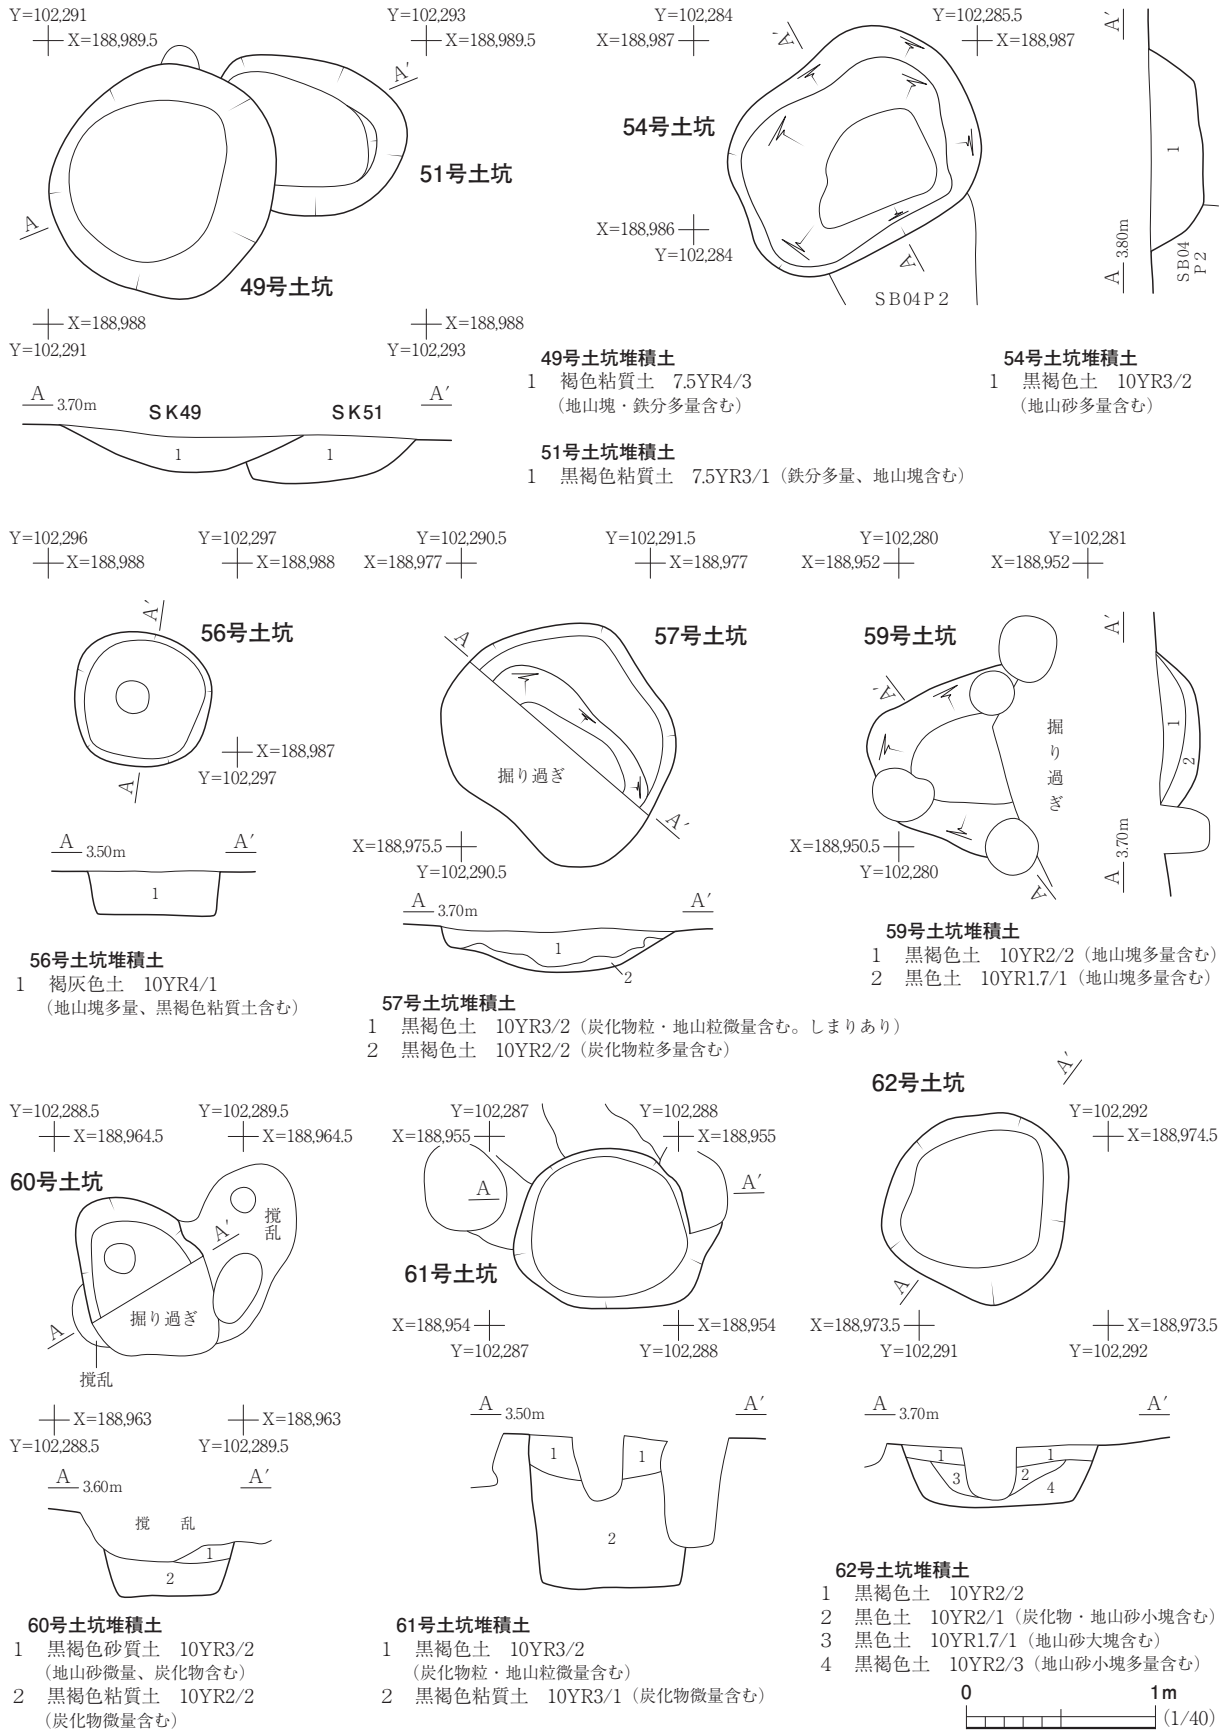 Y=102,291
X=188,989.5
Y=102,293
X=188,989.5
A′
51号土坑
A
49号土坑
X=188,988
Y=102,291
X=188,988
Y=102,293
A 3.70m
SK49
SK51
A′
1
1
49号土坑堆積土
1 褐色粘質土 7.5YR4/3
(地山塊・鉄分多量含む)
51号土坑堆積土
1 黒褐色粘質土 7.5YR3/1(鉄分多量、地山塊含む)
Y=102,284
X=188,987
A′
Y=102,285.5
X=188,987
54号土坑
X=188,986
Y=102,284
A
SB04P2
A′
1
A 3.80m
SB04
P2
54号土坑堆積土
1 黒褐色土 10YR3/2
(地山砂多量含む)
Y=102,296
X=188,988
Y=102,297
X=188,988
A′
56号土坑
X=188,987
Y=102,297
A
A 3.50m
A′
1
56号土坑堆積土
1 褐灰色土 10YR4/1
(地山塊多量、黒褐色粘質土含む)
Y=102,290.5
X=188,977
Y=102,291.5
X=188,977
A
57号土坑
掘り過ぎ
A′
X=188,975.5
Y=102,290.5
A 3.70m
A′
1
2
57号土坑堆積土
1 黒褐色土 10YR3/2(炭化物粒・地山粒微量含む。しまりあり)
2 黒褐色土 10YR2/2(炭化物粒多量含む)
Y=102,280
X=188,952
Y=102,281
X=188,952
59号土坑
A′
掘り過ぎ
X=188,950.5
Y=102,280
A
A′
1
2
A 3.70m
59号土坑堆積土
1 黒褐色土 10YR2/2(地山塊多量含む)
2 黒色土 10YR1.7/1(地山塊多量含む)
Y=102,288.5
X=188,964.5
Y=102,289.5
X=188,964.5
60号土坑
A′
撹乱
掘り過ぎ
A
撹乱
X=188,963
Y=102,288.5
X=188,963
Y=102,289.5
A 3.60m
A′
撹 乱
1
2
60号土坑堆積土
1 黒褐色砂質土 10YR3/2
(地山砂微量、炭化物含む)
2 黒褐色粘質土 10YR2/2
(炭化物微量含む)
Y=102,287
X=188,955
Y=102,288
X=188,955
A
A′
61号土坑
X=188,954
Y=102,287
X=188,954
Y=102,288
A 3.50m
A′
1
1
2
61号土坑堆積土
1 黒褐色土 10YR3/2
(炭化物粒・地山粒微量含む)
2 黒褐色粘質土 10YR3/1(炭化物微量含む)
62号土坑
A′
Y=102,292
X=188,974.5
A
X=188,973.5
Y=102,291
X=188,973.5
Y=102,292
A 3.70m
A′
1
1
3
2
4
62号土坑堆積土
1 黒褐色土 10YR2/2
2 黒色土 10YR2/1(炭化物・地山砂小塊含む)
3 黒色土 10YR1.7/1(地山砂大塊含む)
4 黒褐色土 10YR2/3(地山砂小塊多量含む)
0 1m
(1/40)